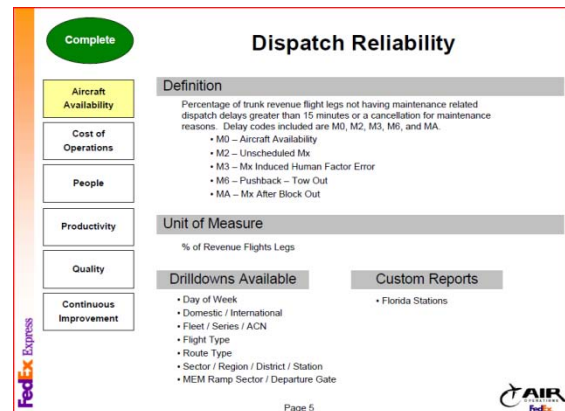 Complete
Dispatch Reliability
Aircraft
Availability
Cost of
Operations
People
Productivity
Quality
Continuous
Improvement
Definition
Percentage of trunk revenue flight legs not having maintenance related
dispatch delays greater than 15 minutes or a cancellation for maintenance
reasons. Delay codes included are M0, M2, M3, M6, and MA.
• M0 – Aircraft Availability
• M2 – Unscheduled Mx
• M3 – Mx Induced Human Factor Error
• M6 – Pushback – Tow Out
• MA – Mx After Block Out
Unit of Measure
% of Revenue Flights Legs
Drilldowns Available
• Day of Week
• Domestic / International
• Fleet / Series / ACN
• Flight Type
• Route Type
• Sector / Region / District / Station
• MEM Ramp Sector / Departure Gate
Custom Reports
• Florida Stations
FedEx Express
Page 5
AIR
OPERATIONS
FedEx